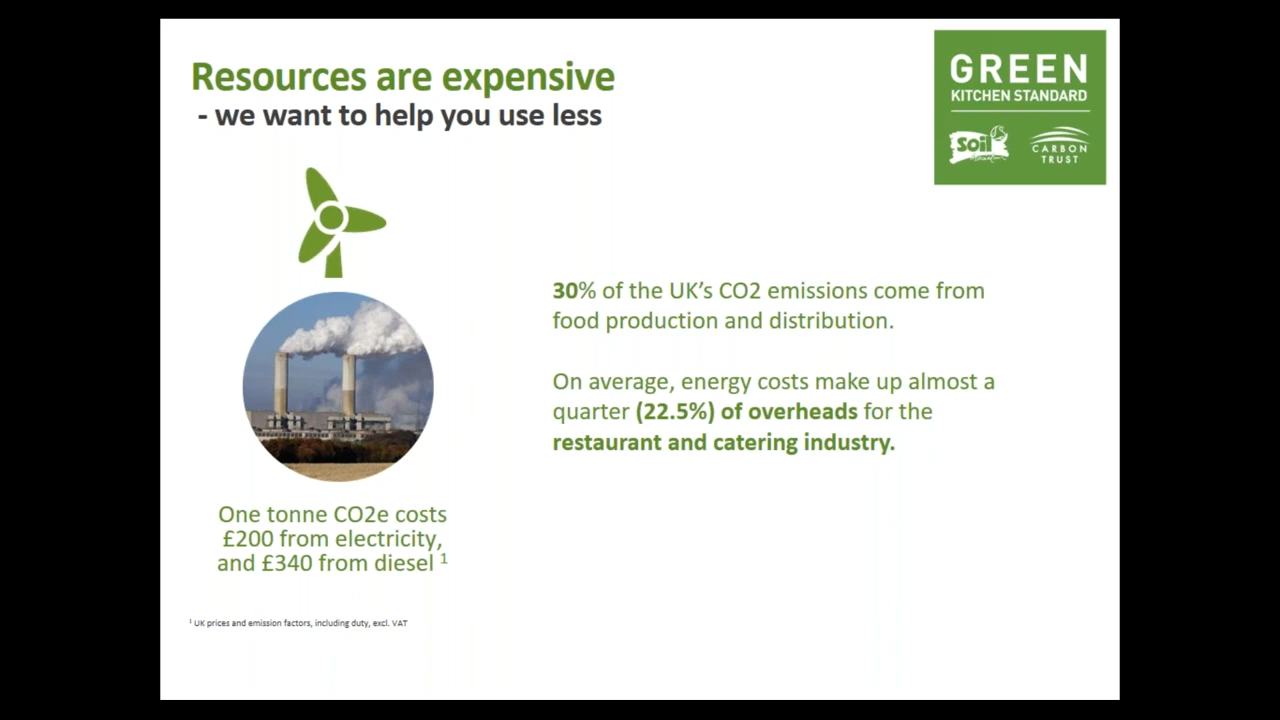 Resources are expensive
- we want to help you use less
GREEN
KITCHEN STANDARD
Soil
CARBON
TRUST
30% of the UK's CO2 emissions come from
food production and distribution.
On average, energy costs make up almost a
quarter (22.5%) of overheads for the
restaurant and catering industry.
One tonne CO2e costs
£200 from electricity,
and £340 from diesel ¹
¹ UK prices and emission factors, including duty, excl. VAT